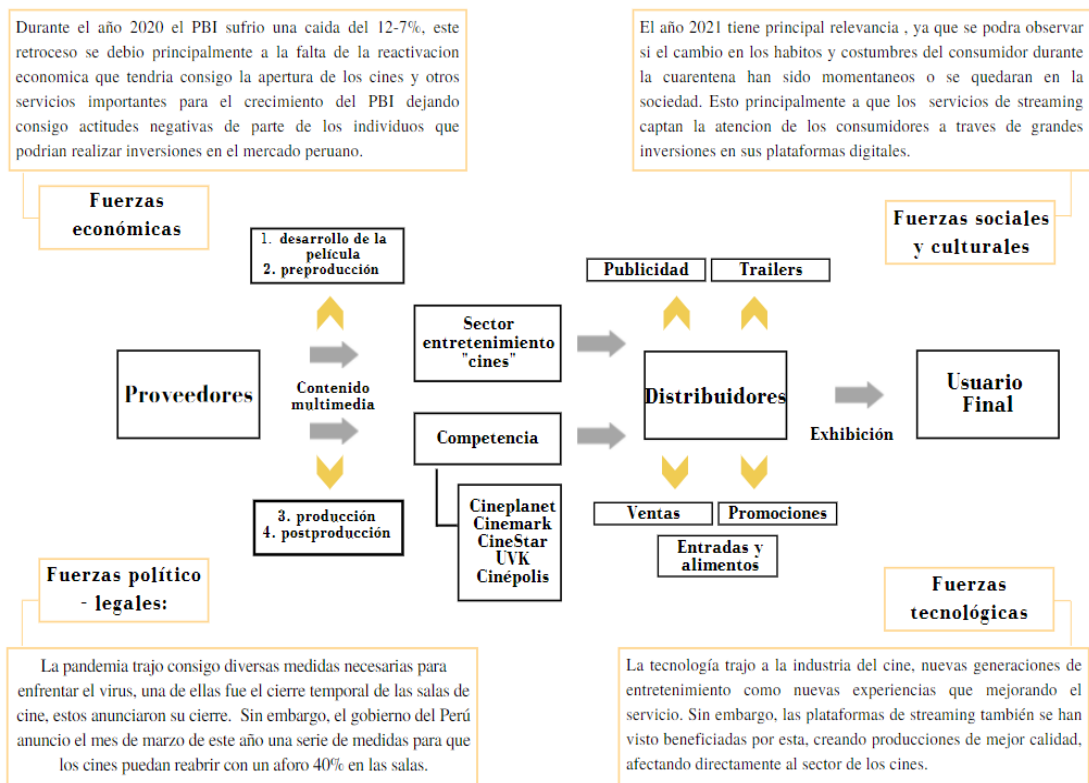 Durante el año 2020 el PBI sufrio una caida del 12-7%, este
retroceso se debio principalmente a la falta de la reactivacion
economica que tendria consigo la apertura de los cines y otros
servicios importantes para el crecimiento del PBI dejando
consigo actitudes negativas de parte de los individuos que
podrian realizar inversiones en el mercado peruano.
El año 2021 tiene principal relevancia , ya que se podra observar
si el cambio en los habitos y costumbres del consumidor durante
la cuarentena han sido momentaneos o se quedaran en la
sociedad. Esto principalmente a que los servicios de streaming
captan la atencion de los consumidores a traves de grandes
inversiones en sus plataformas digitales.
Fuerzas
económicas
Fuerzas sociales
y culturales
1. desarrollo de la
película
2. preproducción
Publicidad
Trailers
Proveedores
Contenido
multimedia
Sector
entretenimiento
"cines"
Competencia
Distribuidores
Exhibición
Usuario
Final
3. producción
4. postproducción
Cineplanet
Cinemark
CineStar
UVK
Cinépolis
Ventas
Promociones
Entradas y
alimentos
Fuerzas político
- legales:
Fuerzas
tecnológicas
La pandemia trajo consigo diversas medidas necesarias para
enfrentar el virus, una de ellas fue el cierre temporal de las salas de
cine, estos anunciaron su cierre. Sin embargo, el gobierno del Perú
anuncio el mes de marzo de este año una serie de medidas para que
los cines puedan reabrir con un aforo 40% en las salas.
La tecnología trajo a la industria del cine, nuevas generaciones de
entretenimiento como nuevas experiencias que mejorando el
servicio. Sin embargo, las plataformas de streaming también se han
visto beneficiadas por esta, creando producciones de mejor calidad,
afectando directamente al sector de los cines.